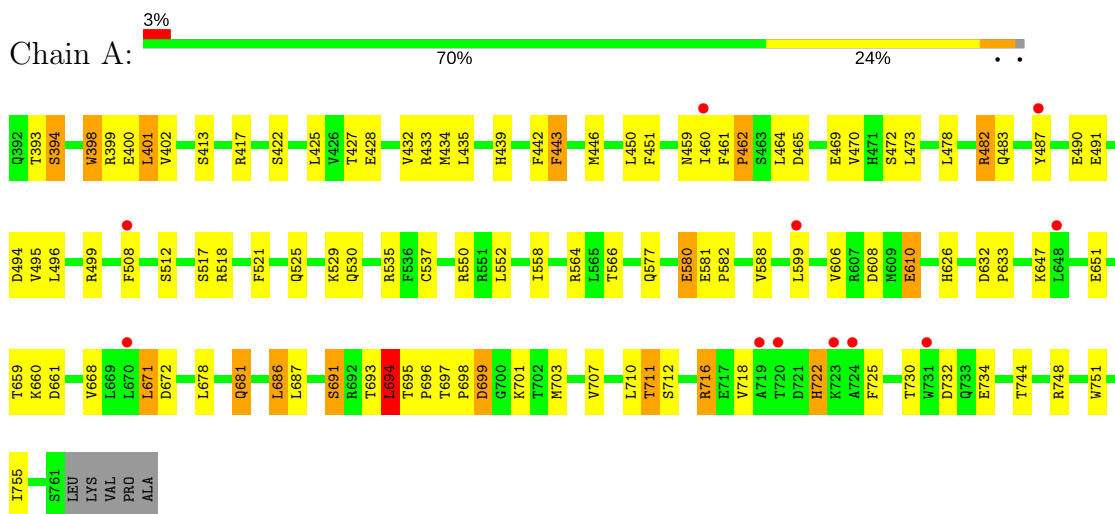 3%
Chain A:
70% 24% . .
Q392 T393 S394 W398 R399 E400 L401 V402 S413 R417 S422 L425 V426 T427 E428 V432 R433 M434 L435 H439 F442 F443 M446 L450 F451 N459 I460 F461 P462 S463 L464 D465 E469 V470 H471 S472 L473 L478 R482 Q483 Y487 E490 E491
D494 V495 L496 R499 F508 S512 S517 R518 F521 Q525 K529 Q530 R535 F536 C537 R550 R551 L552 I558 R564 L565 T566 Q577 E580 E581 P582 V588 L599 V606 R607 D608 M609 E610 H626 D632 P633 K647 L648 E651
T659 K660 D661 V668 L669 L670 L671 D672 L678 Q681 L686 L687 S691 R692 T693 L694 T695 P696 T697 P698 D699 G700 K701 T702 M703 V707 L710 T711 S712 R716 E717 V718 A719 T720 D721 H722 K723 A724 F725 T730 W731 D732 Q733 E734 T744 R748 W751
I755 S761 LEU LYS VAL PRO ALA